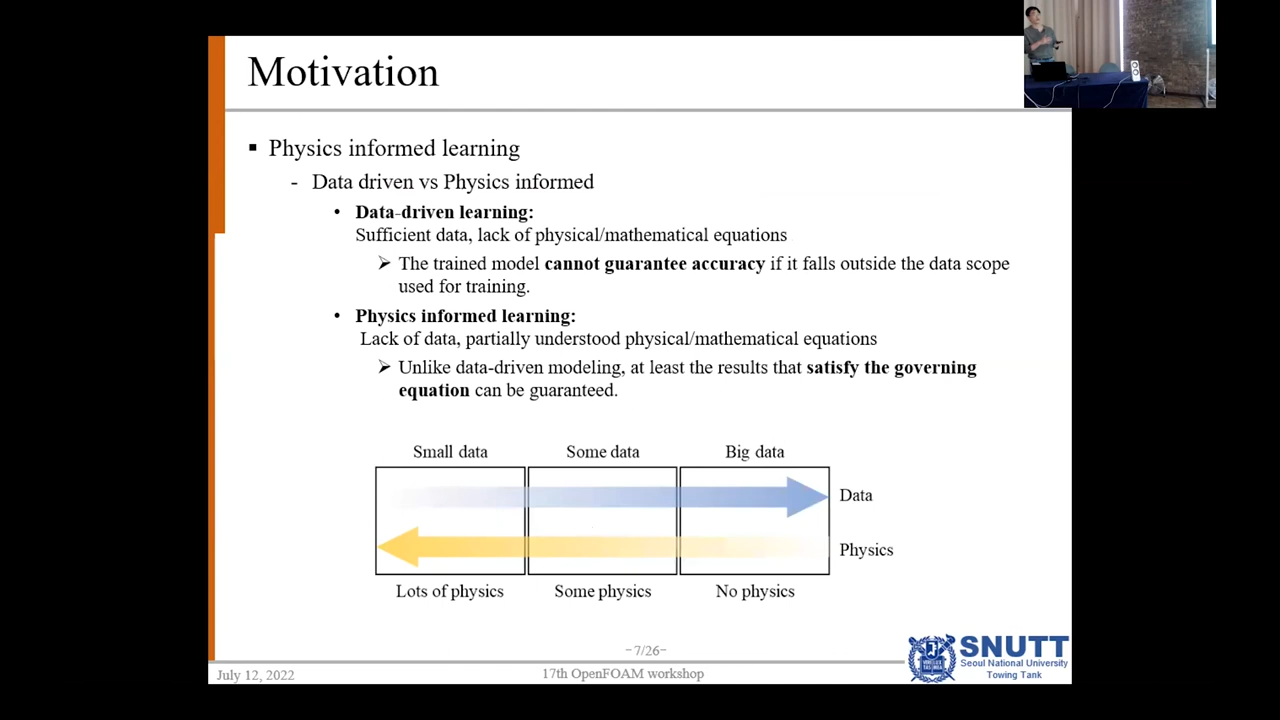 Motivation
▪ Physics informed learning
- Data driven vs Physics informed
• Data-driven learning:
Sufficient data, lack of physical/mathematical equations
➢ The trained model cannot guarantee accuracy if it falls outside the data scope
used for training.
• Physics informed learning:
Lack of data, partially understood physical/mathematical equations
➢ Unlike data-driven modeling, at least the results that satisfy the governing
equation can be guaranteed.
Small data Some data Big data
Data
Physics
Lots of physics Some physics No physics
-7/26-
July 12, 2022
17th OpenFOAM workshop
SNUTT
Seoul National University
Towing Tank